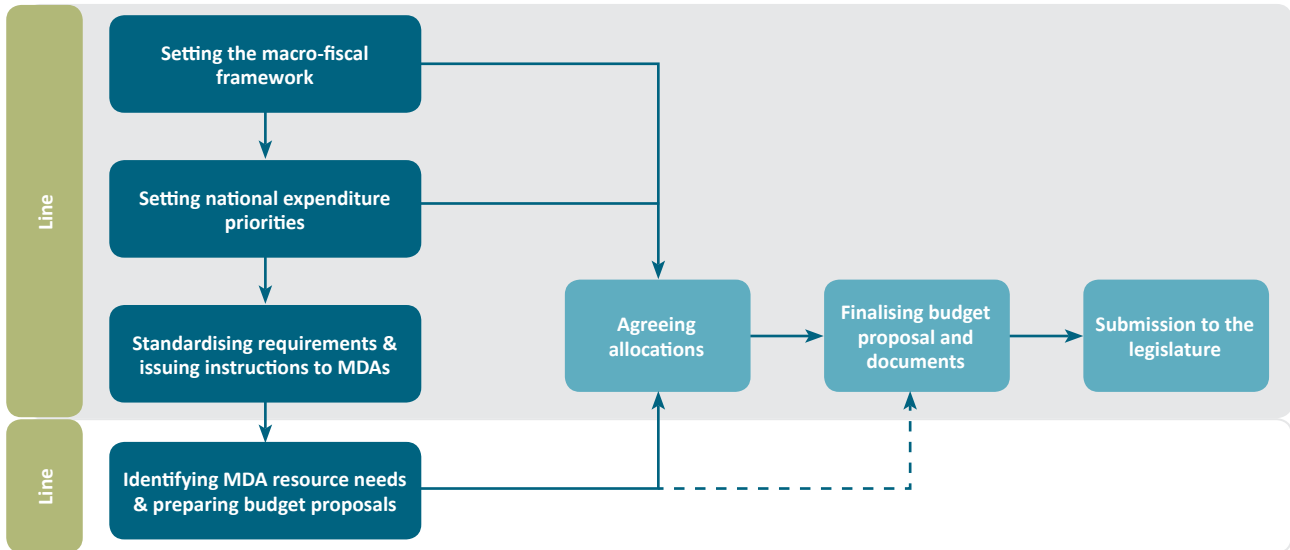 Line
Setting the macro-fiscal
framework
Setting national expenditure
priorities
Standardising requirements &
issuing instructions to MDAs
Agreeing
allocations
Finalising budget
proposal and
documents
Submission to the
legislature
Line
Identifying MDA resource needs
& preparing budget proposals